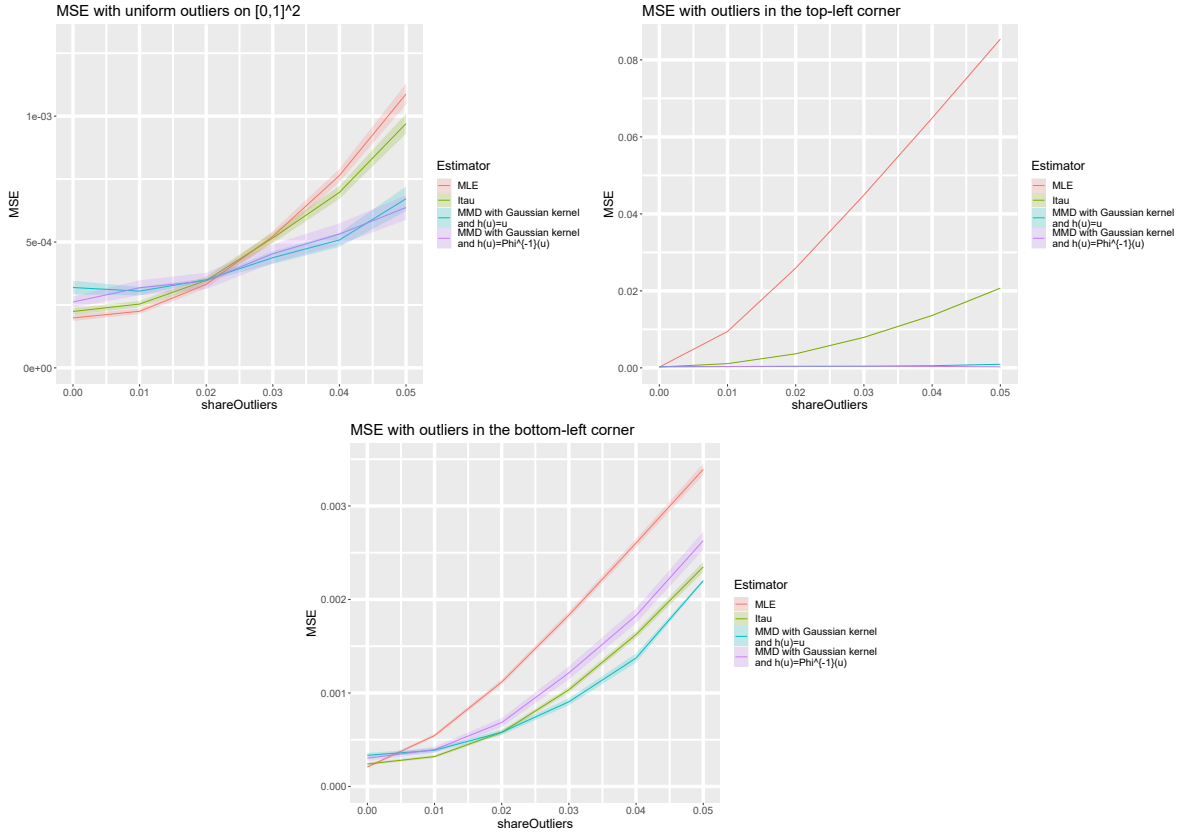 MSE with uniform outliers on [0,1]^2
1e-03
5e-04
0e+00
MSE
0.00 0.01 0.02 0.03 0.04 0.05
shareOutliers
Estimator
MLE
Itau
MMD with Gaussian kernel
and h(u)=u
MMD with Gaussian kernel
and h(u)=Phi^{-1}(u)
MSE with outliers in the top-left corner
0.08
0.06
0.04
0.02
0.00
MSE
0.00 0.01 0.02 0.03 0.04 0.05
shareOutliers
Estimator
MLE
Itau
MMD with Gaussian kernel
and h(u)=u
MMD with Gaussian kernel
and h(u)=Phi^{-1}(u)
MSE with outliers in the bottom-left corner
0.003
0.002
0.001
0.000
MSE
0.00 0.01 0.02 0.03 0.04 0.05
shareOutliers
Estimator
MLE
Itau
MMD with Gaussian kernel
and h(u)=u
MMD with Gaussian kernel
and h(u)=Phi^{-1}(u)